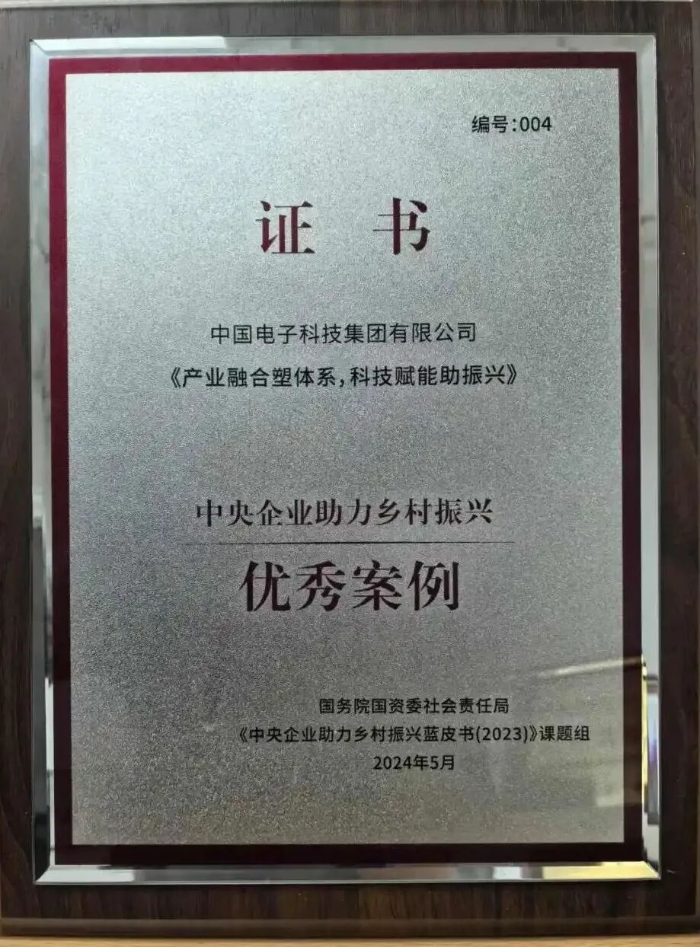 编号:004
证 书
中国电子科技集团有限公司
《产业融合塑体系,科技赋能助振兴》
中央企业助力乡村振兴
优秀案例
国务院国资委社会责任局
《中央企业助力乡村振兴蓝皮书(2023)》课题组
2024年5月